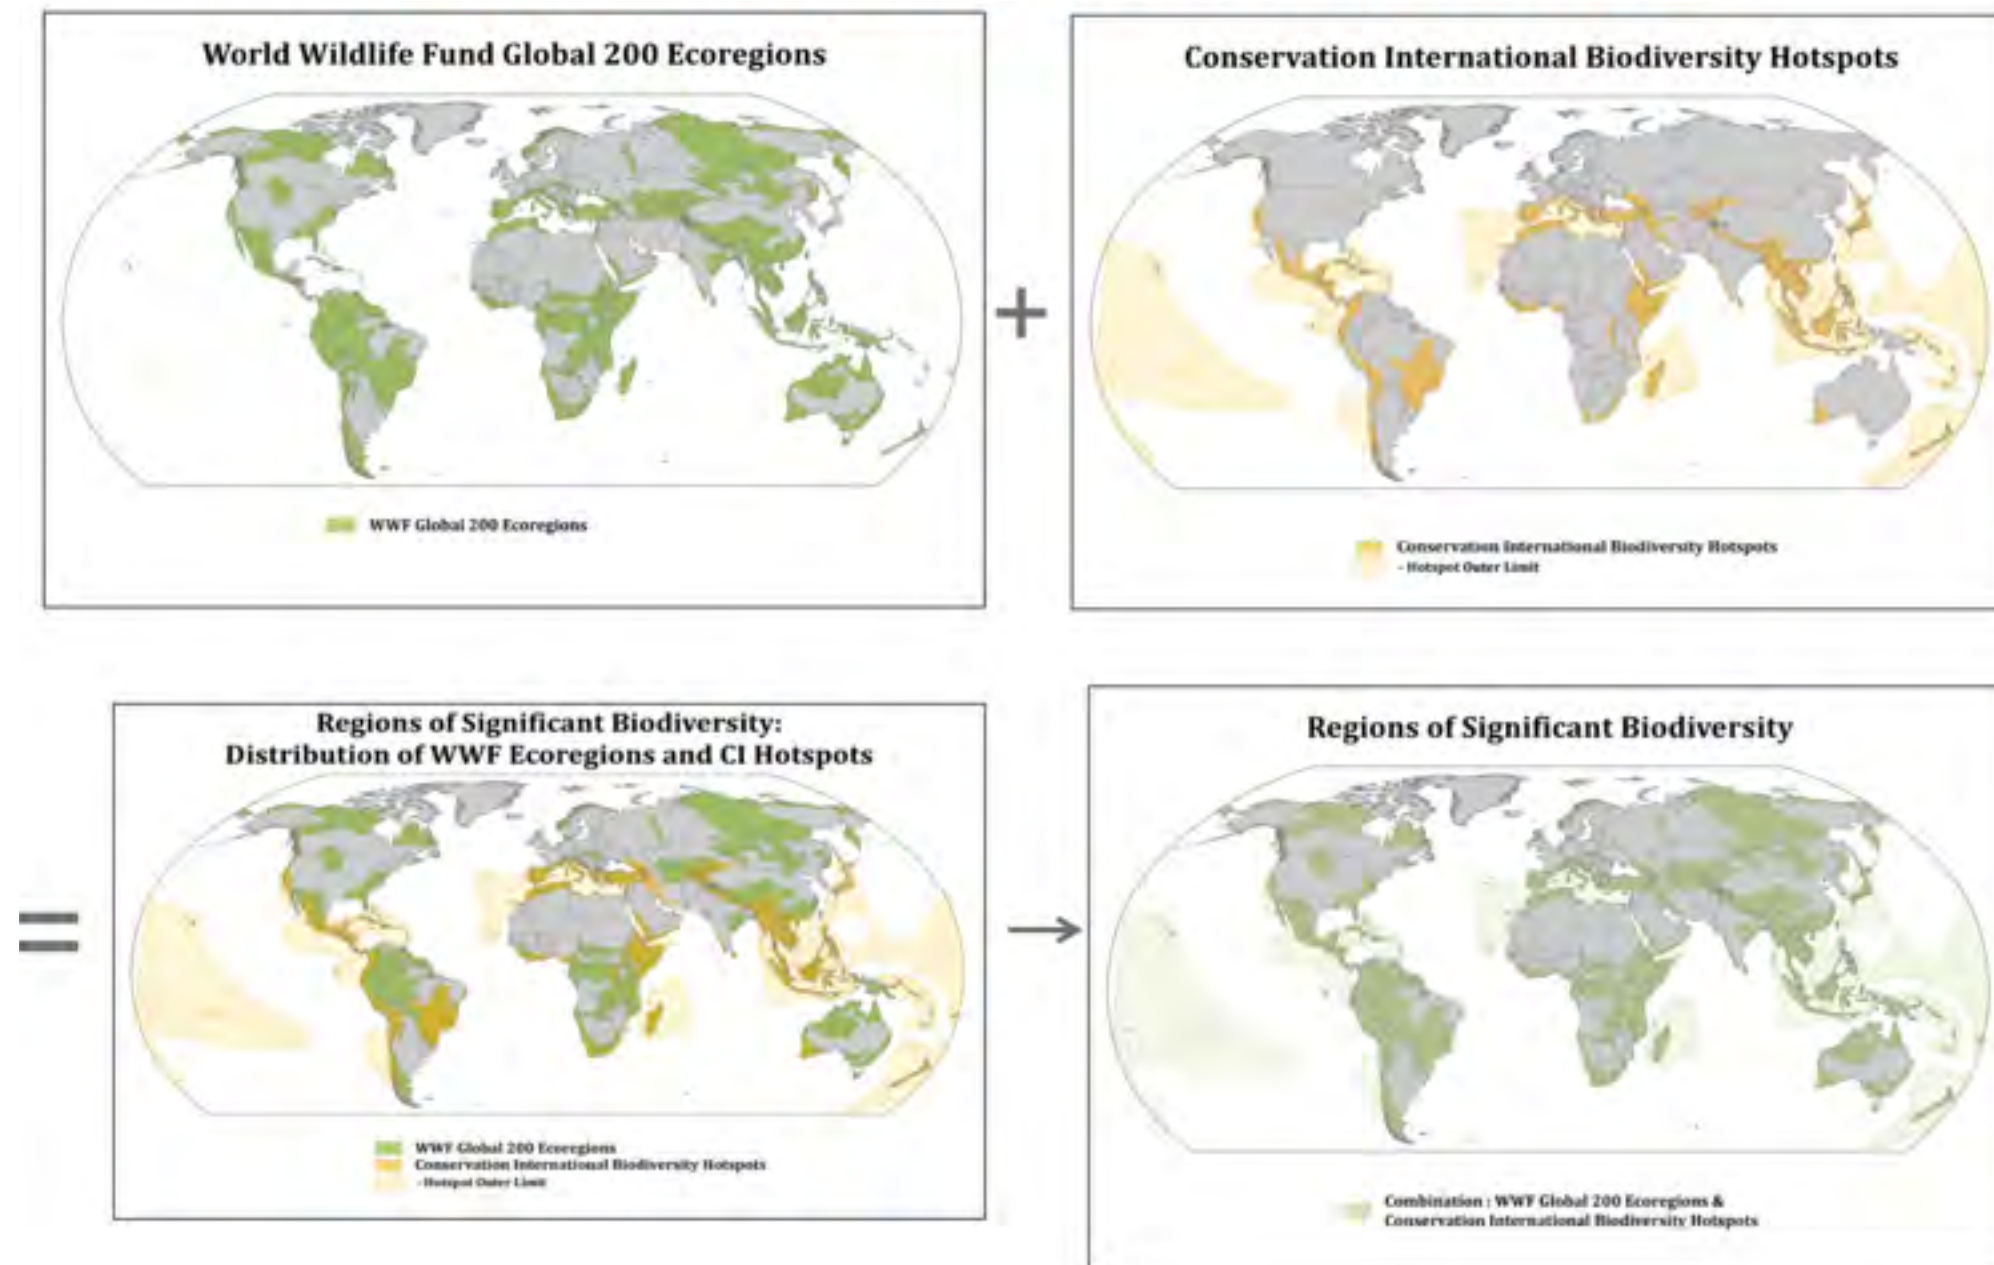 World Wildlife Fund Global 200 Ecoregions
WWF Global 200 Ecoregions
+
Conservation International Biodiversity Hotspots
Conservation International Biodiversity Hotspots
- Hotspot Outer Limit
=
Regions of Significant Biodiversity:
Distribution of WWF Ecoregions and CI Hotspots
WWF Global 200 Ecoregions
Conservation International Biodiversity Hotspots
- Hotspot Outer Limit
Regions of Significant Biodiversity
Combination : WWF Global 200 Ecoregions &
Conservation International Biodiversity Hotspots